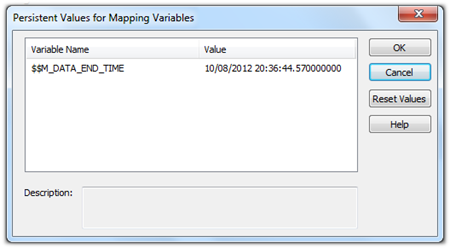 Persistent Values for Mapping Variables
Variable Name Value
$$M_DATA_END_TIME 10/08/2012 20:36:44.570000000
OK
Cancel
Reset Values
Help
Description: